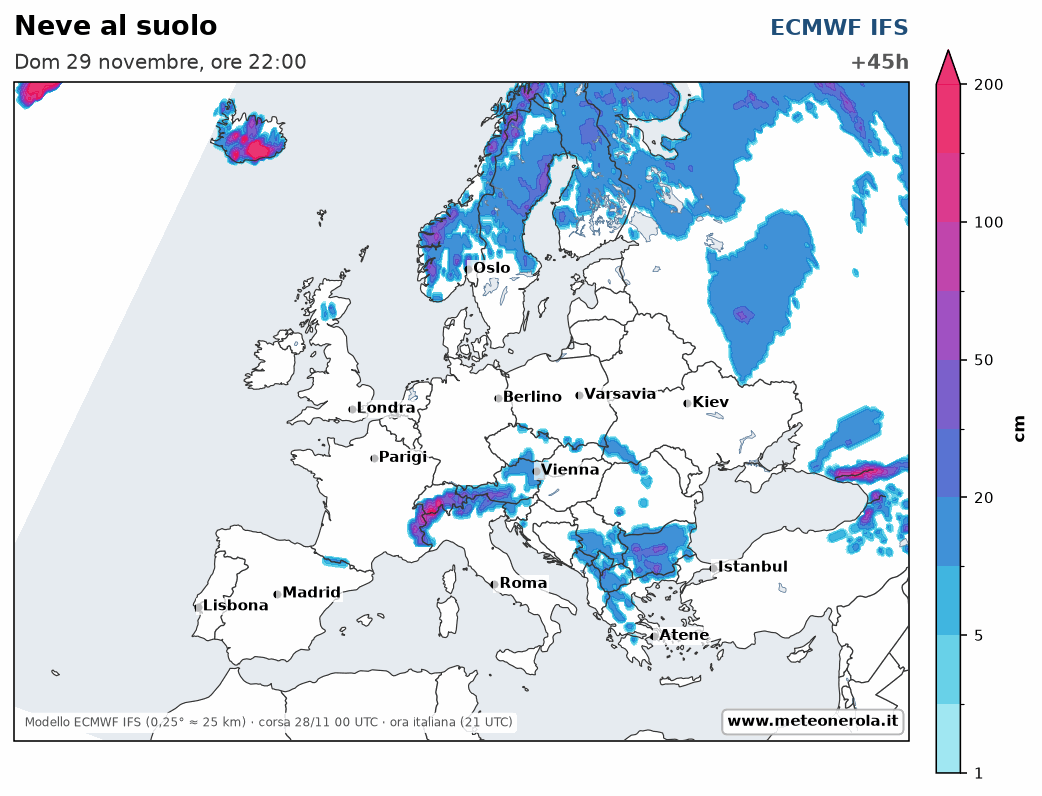 Neve al suolo
ECMWF IFS
Dom 29 novembre, ore 22:00
+45h
200
100
50
20
5
1
cm
Oslo
Londra
Berlino
Varsavia
Kiev
Parigi
Vienna
Istanbul
Roma
Madrid
Lisbona
Atene
Modello ECMWF IFS (0,25° ≈ 25 km) · corsa 28/11 00 UTC · ora italiana (21 UTC)
www.meteonerola.it